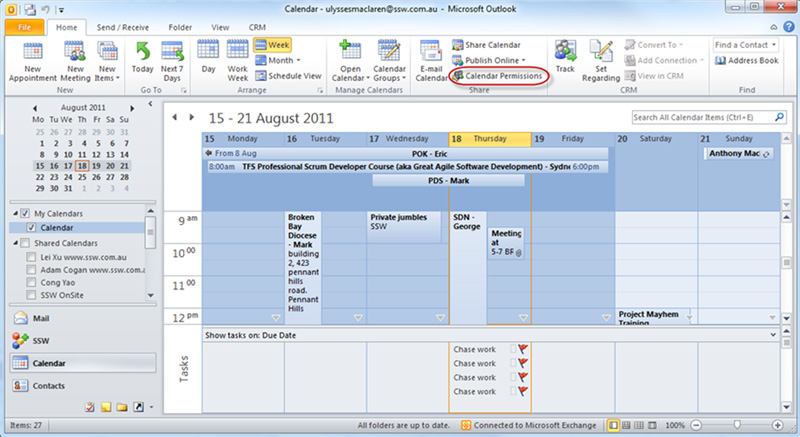 Calendar - ulyssesmaclaren@ssw.com.au - Microsoft Outlook
File Home Send / Receive Folder View CRM
New Appointment
New Meeting
New Items
Today
Next 7 Days
Day
Work Week
Week
Month
Schedule View
Open Calendar
Calendar Groups
E-mail Calendar
Share Calendar
Publish Online
Calendar Permissions
Track
Set Regarding
Convert To
Add Connection
View in CRM
Find a Contact
Address Book
New Go To Arrange Manage Calendars Share CRM Find
August 2011
Mo Tu We Th Fr Sa Su
25 26 27 28 29 30 31
1 2 3 4 5 6 7
8 9 10 11 12 13 14
15 16 17 18 19 20 21
22 23 24 25 26 27 28
29 30 31 1 2 3 4
My Calendars
Calendar
Shared Calendars
Lei Xu www.ssw.com.au
Adam Cogan www.ssw.com.a
Cong Yao
SSW OnSite
Mail
SSW
Calendar
Contacts
15 - 21 August 2011
Search All Calendar Items (Ctrl+E)
15 Monday 16 Tuesday 17 Wednesday 18 Thursday 19 Friday 20 Saturday 21 Sunday
From 8 Aug POK - Eric
Anthony Mac
8:00am TFS Professional Scrum Developer Course (aka Great Agile Software Development) - Sydne 6:00pm
PDS - Mark
9 am
10 00
11 00
12 pm
Broken
Bay
Diocese
- Mark
building
2, 423
pennant
hills
road.
Pennant
Hills
Private jumbles
SSW
SDN -
George
Meeting
at
5-7 BF
Project Mayhem
Training
Show tasks on: Due Date
Tasks
Chase work
Chase work
Chase work
Chase work
Items: 27
All folders are up to date.
Connected to Microsoft Exchange
100%